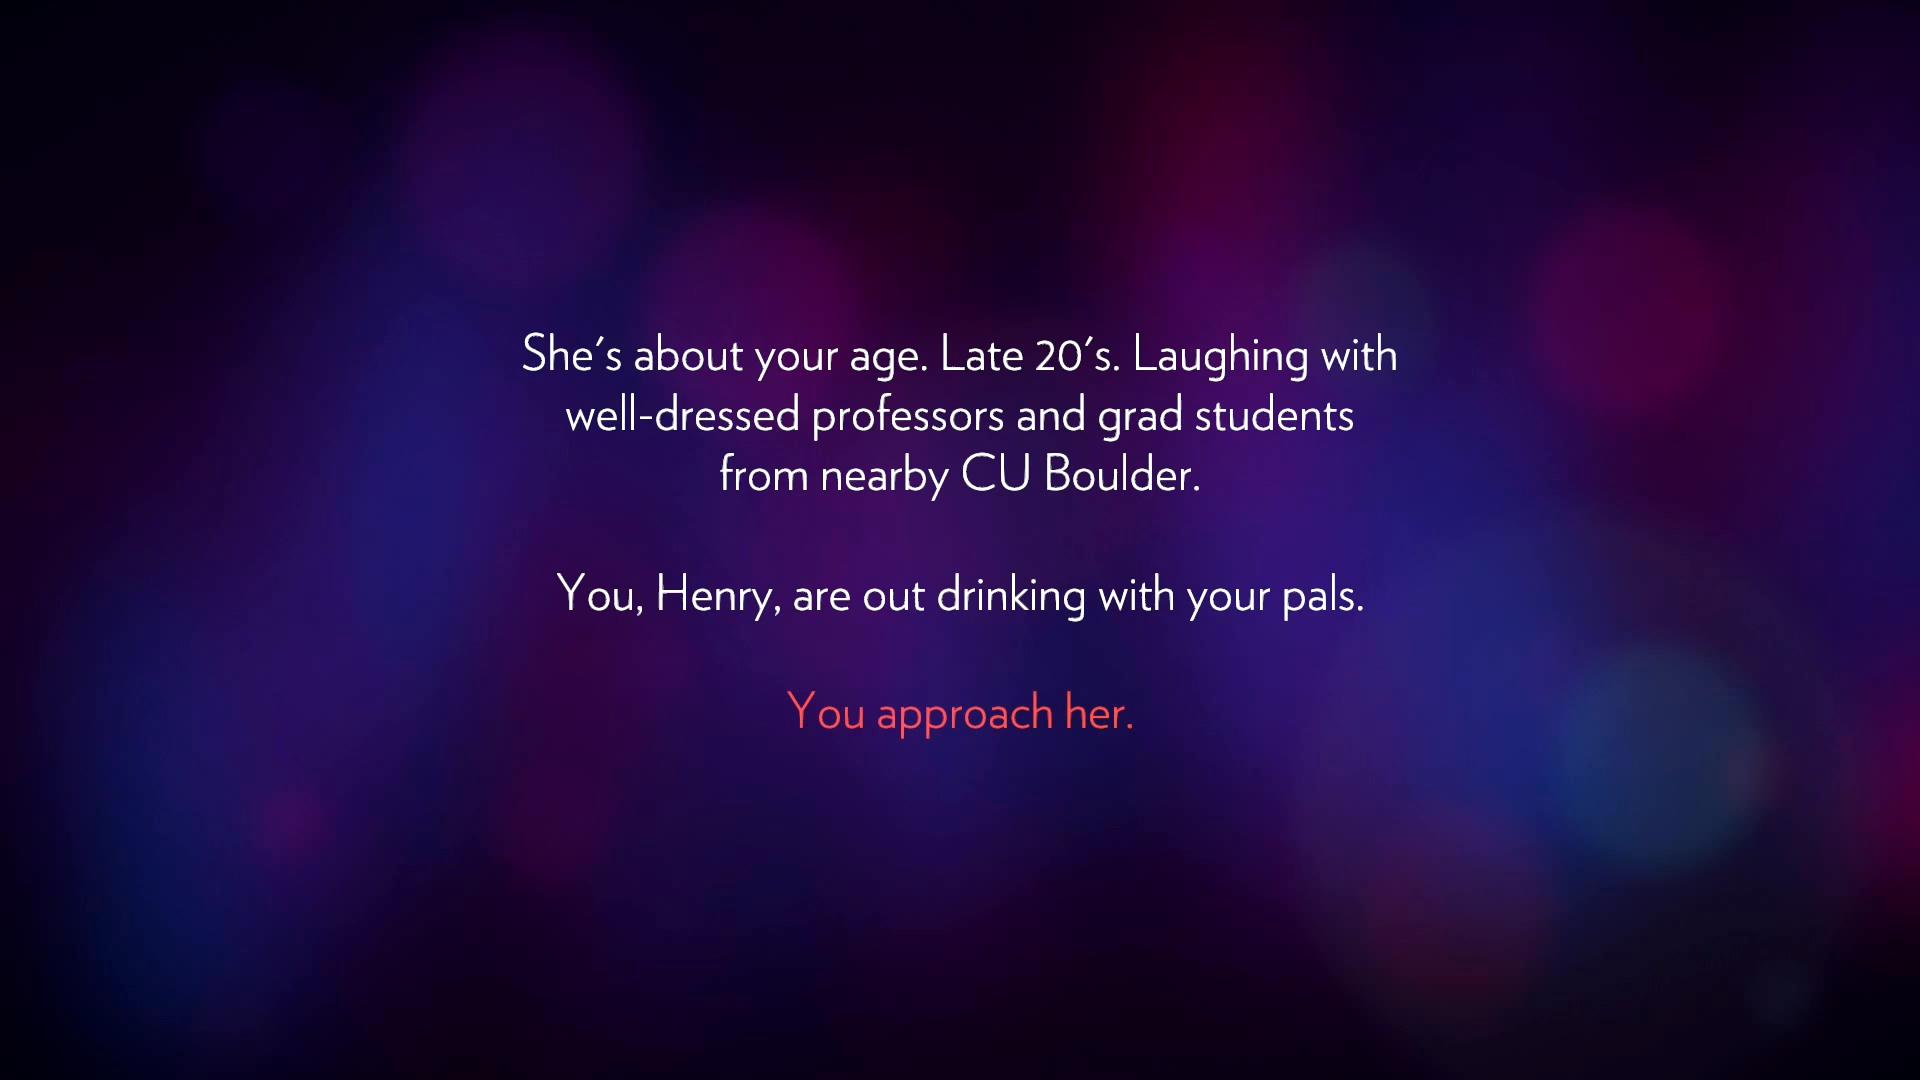 She's about your age. Late 20's. Laughing with
well-dressed professors and grad students
from nearby CU Boulder.
You, Henry, are out drinking with your pals.
You approach her.